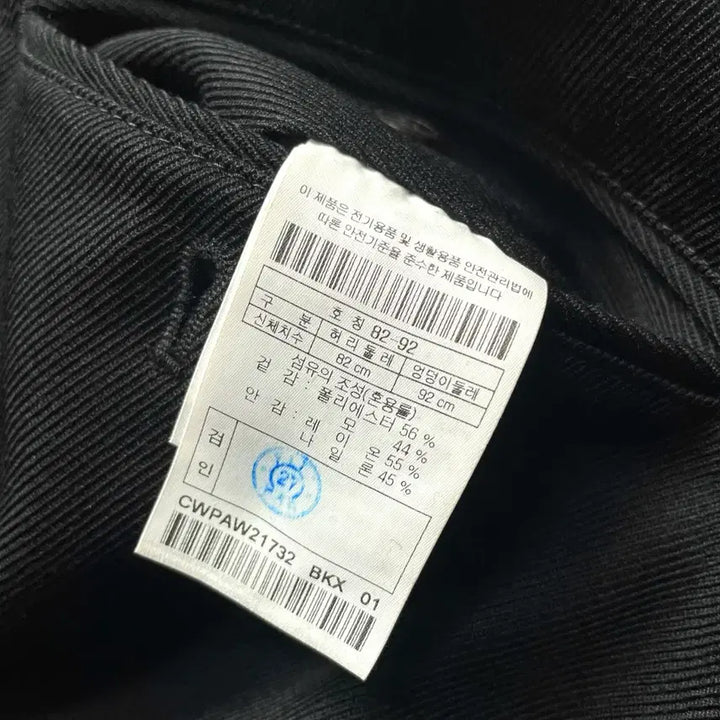 이 제품은 전기용품 및 생활용품 안전관리법에
따른 안전기준을 준수한 제품입니다
구 분 호 칭 82-92
신체치수 허리둘레 엉덩이둘레
82 cm 92 cm
섬유의 조성(혼용률)
겉 감 : 폴리에스터 56 %
모 44 %
안 감 : 레 이 온 55 %
나 일 론 45 %
검 인
21
CWPAW21732 BKX 01